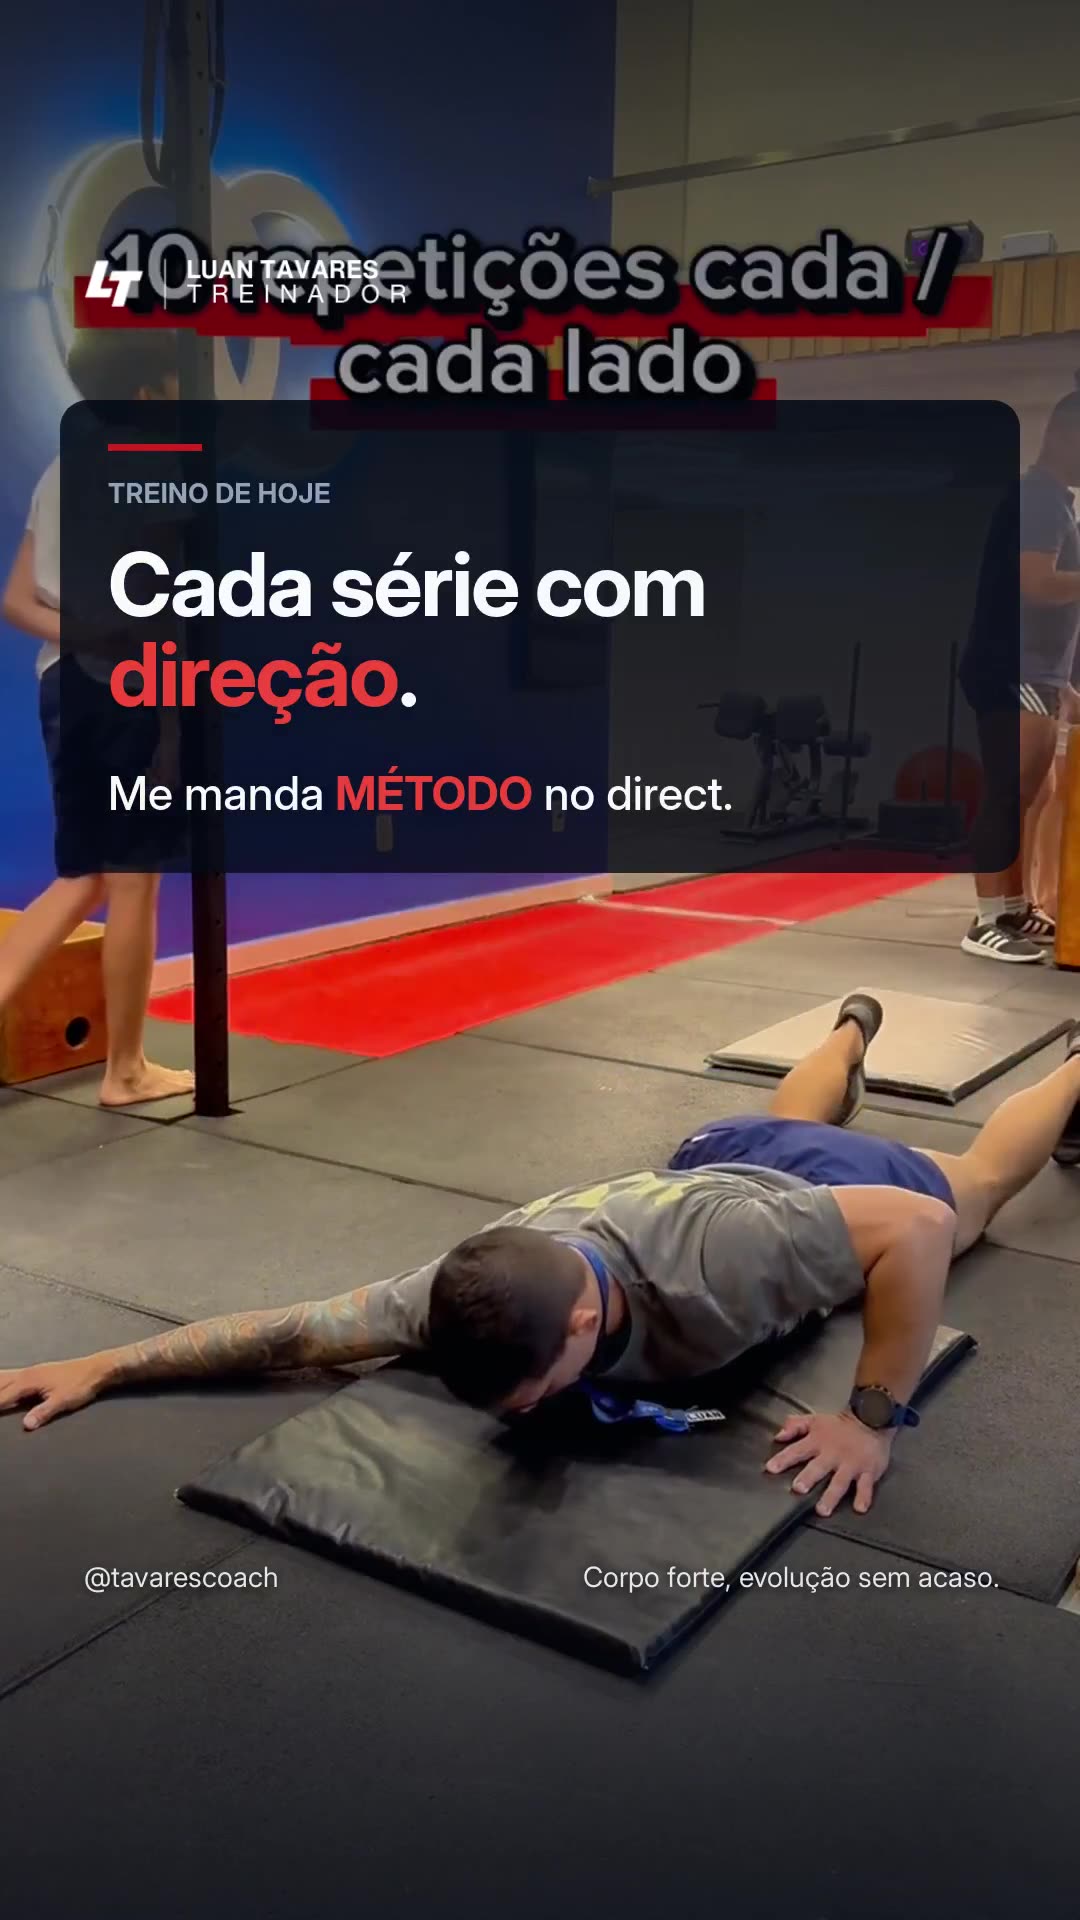 10 repetições cada /
cada lado
LT LUAN TAVARES
TREINADOR
TREINO DE HOJE
Cada série com
direção.
Me manda MÉTODO no direct.
@tavarescoach
Corpo forte, evolução sem acaso.